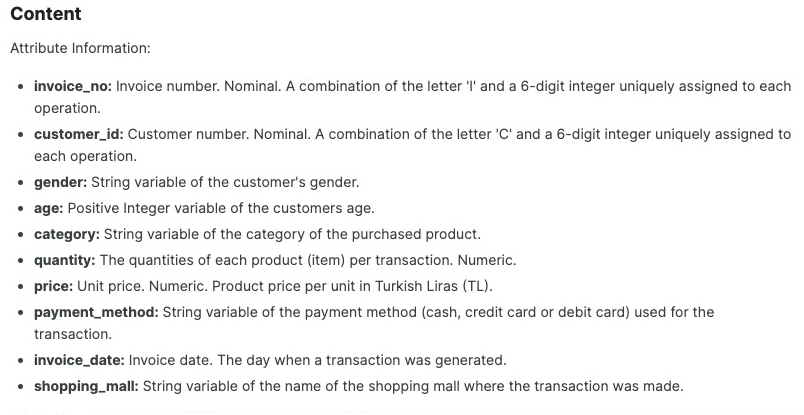 Content
Attribute Information:
• invoice_no: Invoice number. Nominal. A combination of the letter 'I' and a 6-digit integer uniquely assigned to each
operation.
• customer_id: Customer number. Nominal. A combination of the letter 'C' and a 6-digit integer uniquely assigned to
each operation.
• gender: String variable of the customer's gender.
• age: Positive Integer variable of the customers age.
• category: String variable of the category of the purchased product.
• quantity: The quantities of each product (item) per transaction. Numeric.
• price: Unit price. Numeric. Product price per unit in Turkish Liras (TL).
• payment_method: String variable of the payment method (cash, credit card or debit card) used for the
transaction.
• invoice_date: Invoice date. The day when a transaction was generated.
• shopping_mall: String variable of the name of the shopping mall where the transaction was made.